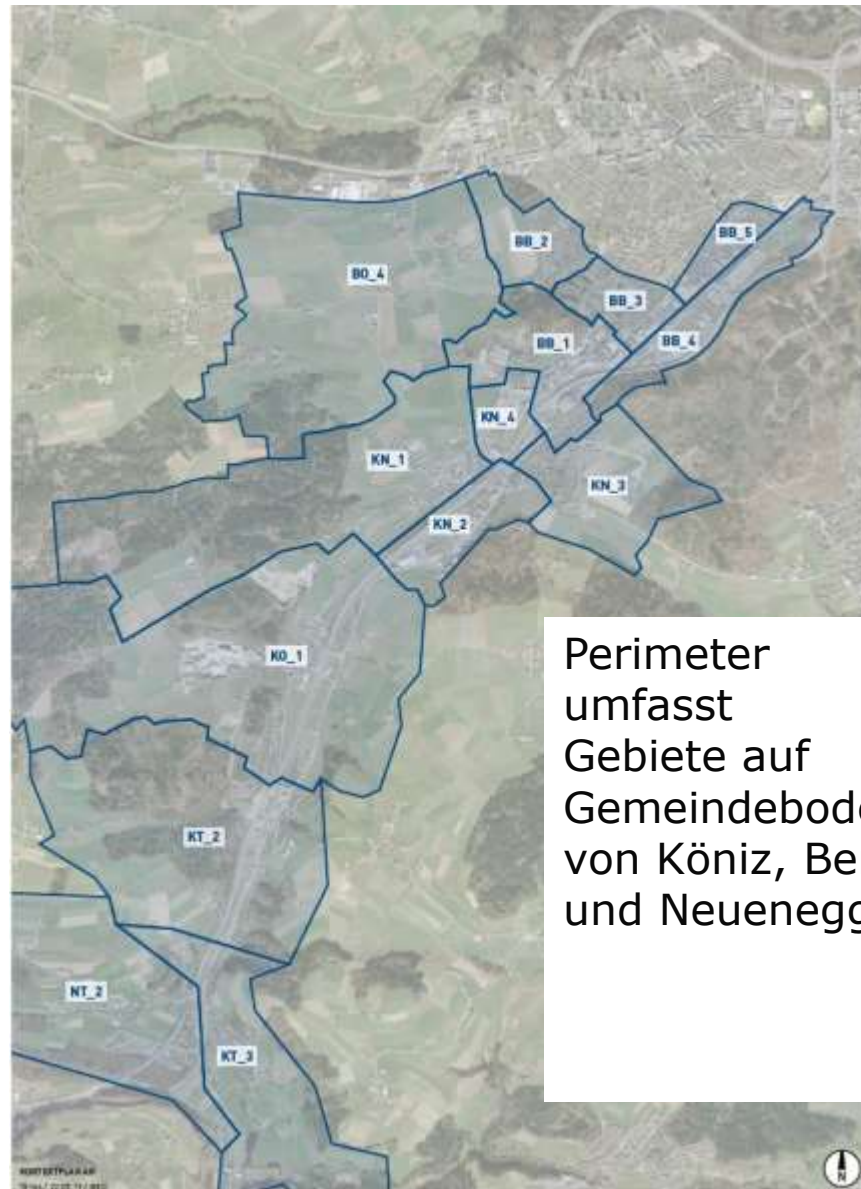 BB_5
BB_2
BO_4
BB_3
BB_1
BB_4
KN_4
KN_1
KN_3
KN_2
KO_1
Perimeter
umfasst
Gebiete auf
Gemeindebode
von Köniz, Be
und Neuenegg
KT_2
NT_2
KT_3
N